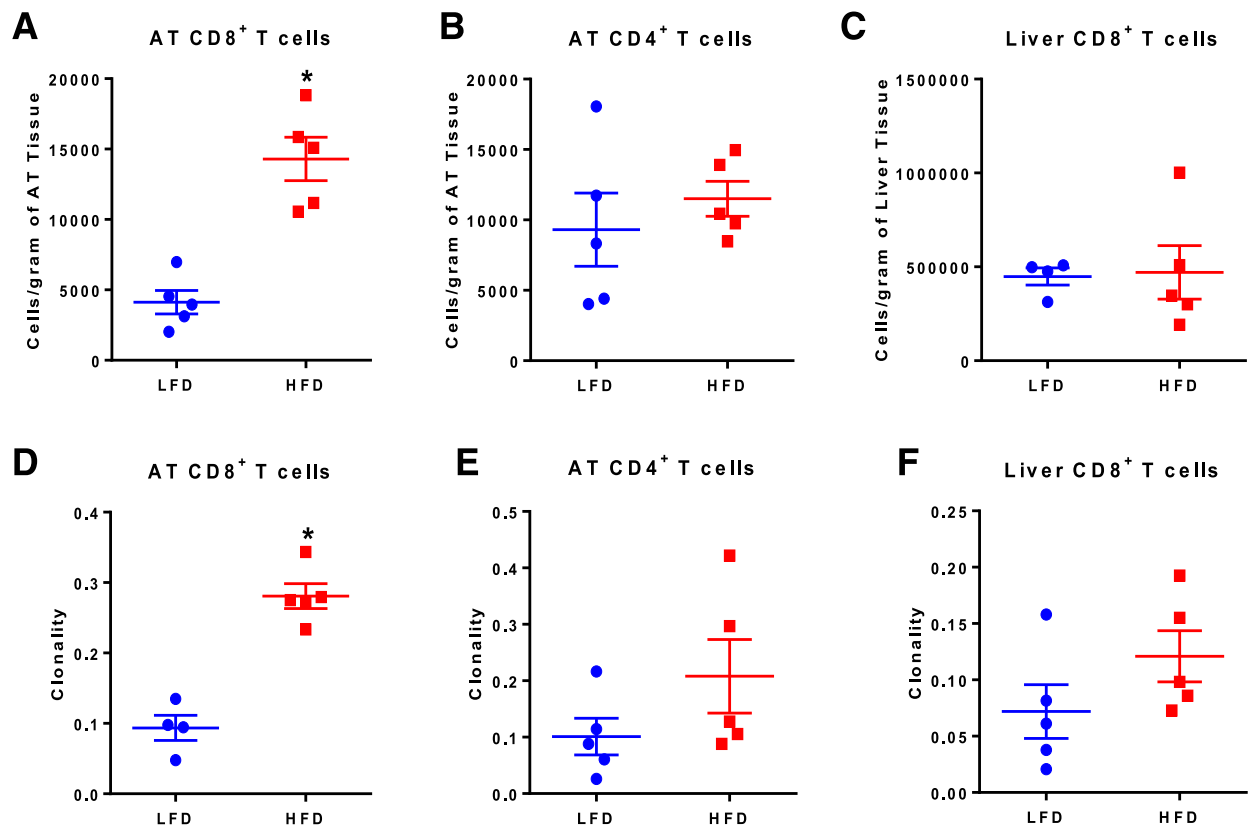 A
AT CD8+ T cells
Cells/gram of AT Tissue
20000
15000
10000
5000
0
*
LFD
HFD
B
AT CD4+ T cells
Cells/gram of AT Tissue
20000
15000
10000
5000
0
LFD
HFD
C
Liver CD8+ T cells
Cells/gram of Liver Tissue
1500000
1000000
500000
0
LFD
HFD
D
AT CD8+ T cells
Clonality
0.4
0.3
0.2
0.1
0.0
*
LFD
HFD
E
AT CD4+ T cells
Clonality
0.5
0.4
0.3
0.2
0.1
0.0
LFD
HFD
F
Liver CD8+ T cells
Clonality
0.25
0.20
0.15
0.10
0.05
0.00
LFD
HFD